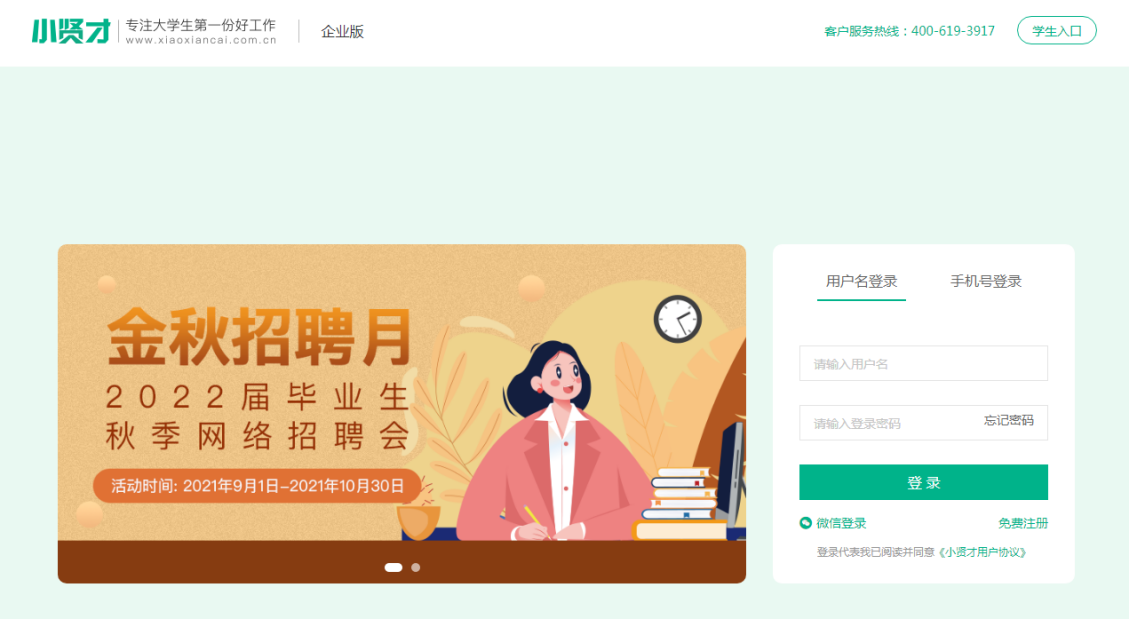 小贤才
专注大学生第一份好工作
www.xiaoxiancai.com.cn
企业版
客户服务热线：400-619-3917
学生入口
金秋招聘月
2022届毕业生
秋季网络招聘会
活动时间: 2021年9月1日-2021年10月30日
用户名登录
手机号登录
请输入用户名
请输入登录密码
忘记密码
登 录
微信登录
免费注册
登录代表我已阅读并同意《小贤才用户协议》